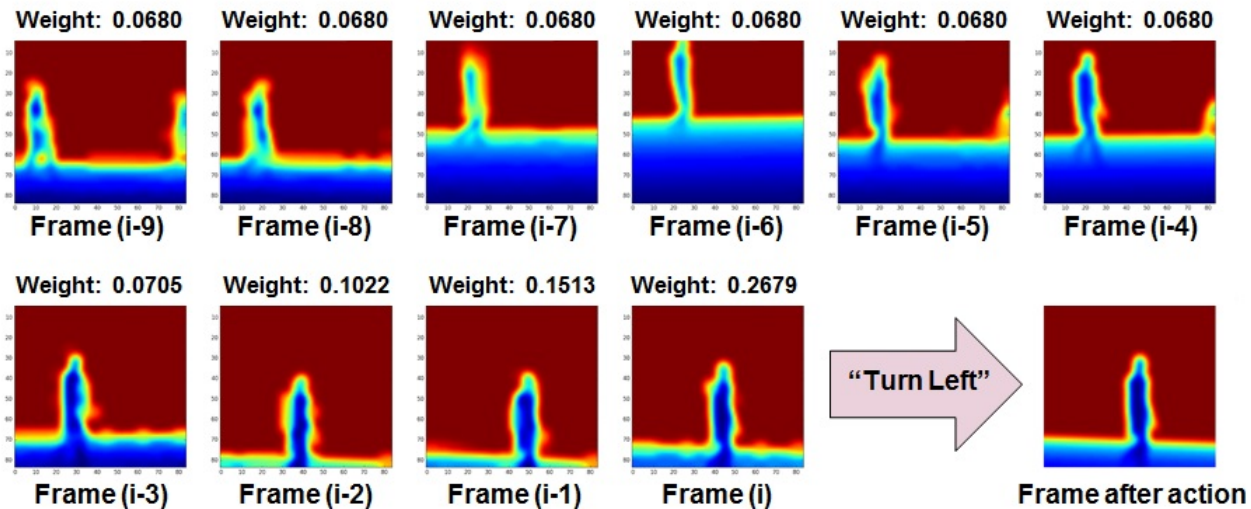 Weight: 0.0680 Weight: 0.0680 Weight: 0.0680 Weight: 0.0680 Weight: 0.0680 Weight: 0.0680
Frame (i-9) Frame (i-8) Frame (i-7) Frame (i-6) Frame (i-5) Frame (i-4)
Weight: 0.0705 Weight: 0.1022 Weight: 0.1513 Weight: 0.2679
“Turn Left”
Frame (i-3) Frame (i-2) Frame (i-1) Frame (i) Frame after action